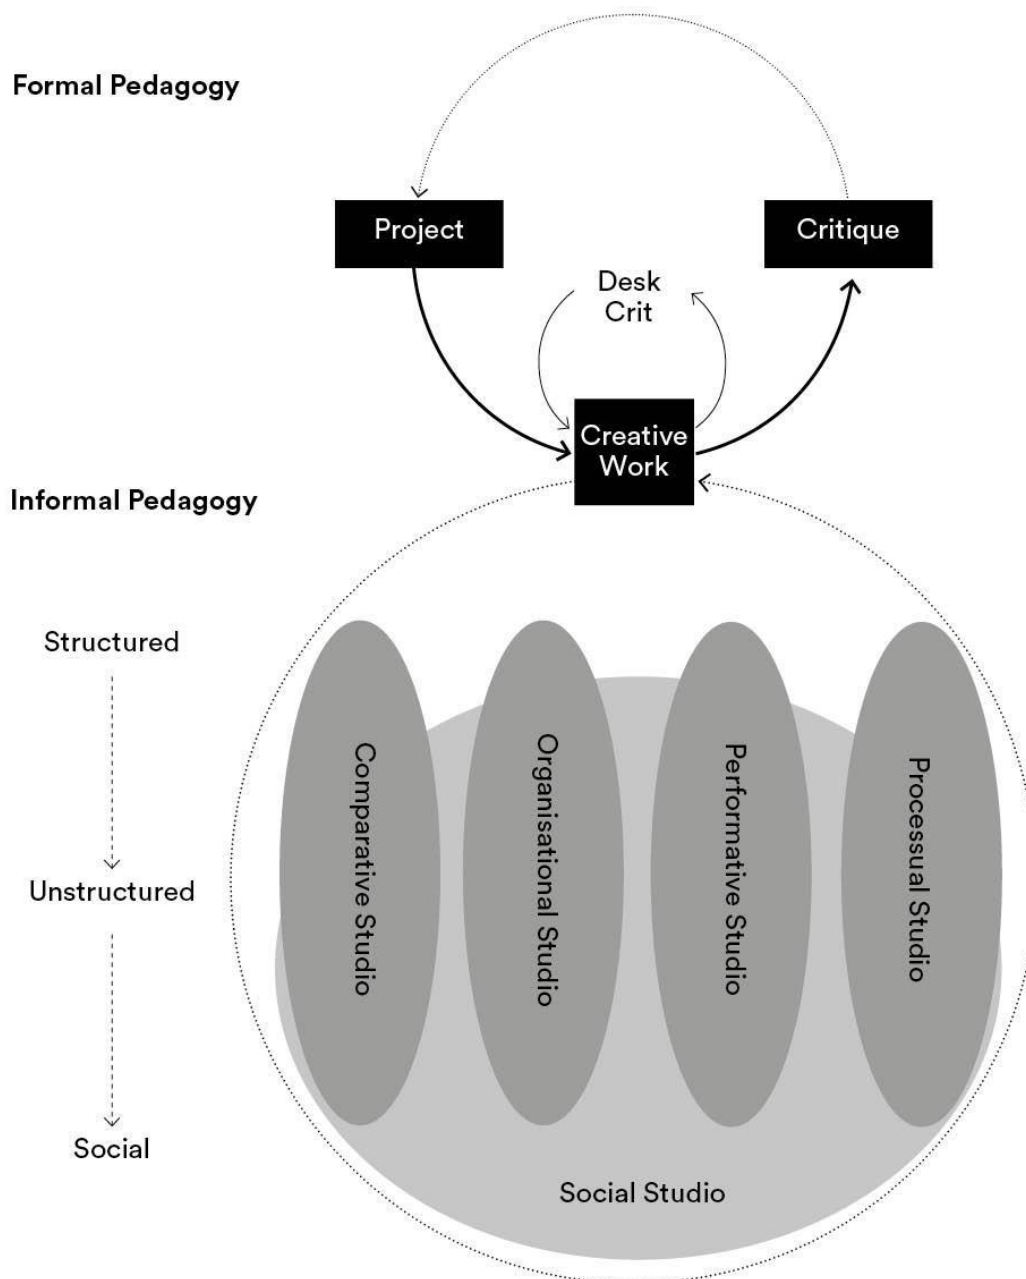 Formal Pedagogy
Project
Critique
Desk
Crit
Creative
Work
Informal Pedagogy
Structured
Unstructured
Social
Comparative Studio
Organisational Studio
Performative Studio
Processual Studio
Social Studio